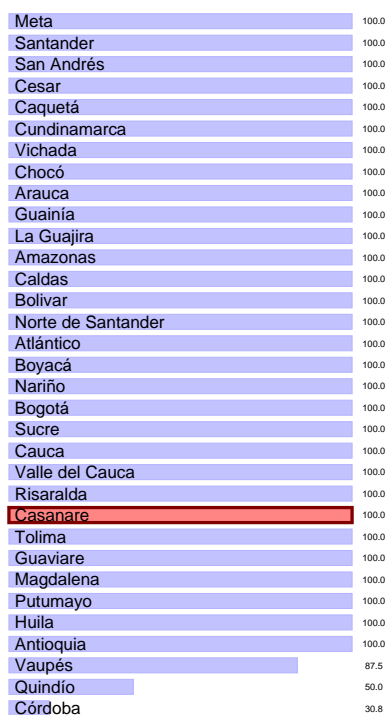 Meta 100.0
Santander 100.0
San Andrés 100.0
Cesar 100.0
Caquetá 100.0
Cundinamarca 100.0
Vichada 100.0
Chocó 100.0
Arauca 100.0
Guainía 100.0
La Guajira 100.0
Amazonas 100.0
Caldas 100.0
Bolivar 100.0
Norte de Santander 100.0
Atlántico 100.0
Boyacá 100.0
Nariño 100.0
Bogotá 100.0
Sucre 100.0
Cauca 100.0
Valle del Cauca 100.0
Risaralda 100.0
Casanare 100.0
Tolima 100.0
Guaviare 100.0
Magdalena 100.0
Putumayo 100.0
Huila 100.0
Antioquia 100.0
Vaupés 87.5
Quindío 50.0
Córdoba 30.8